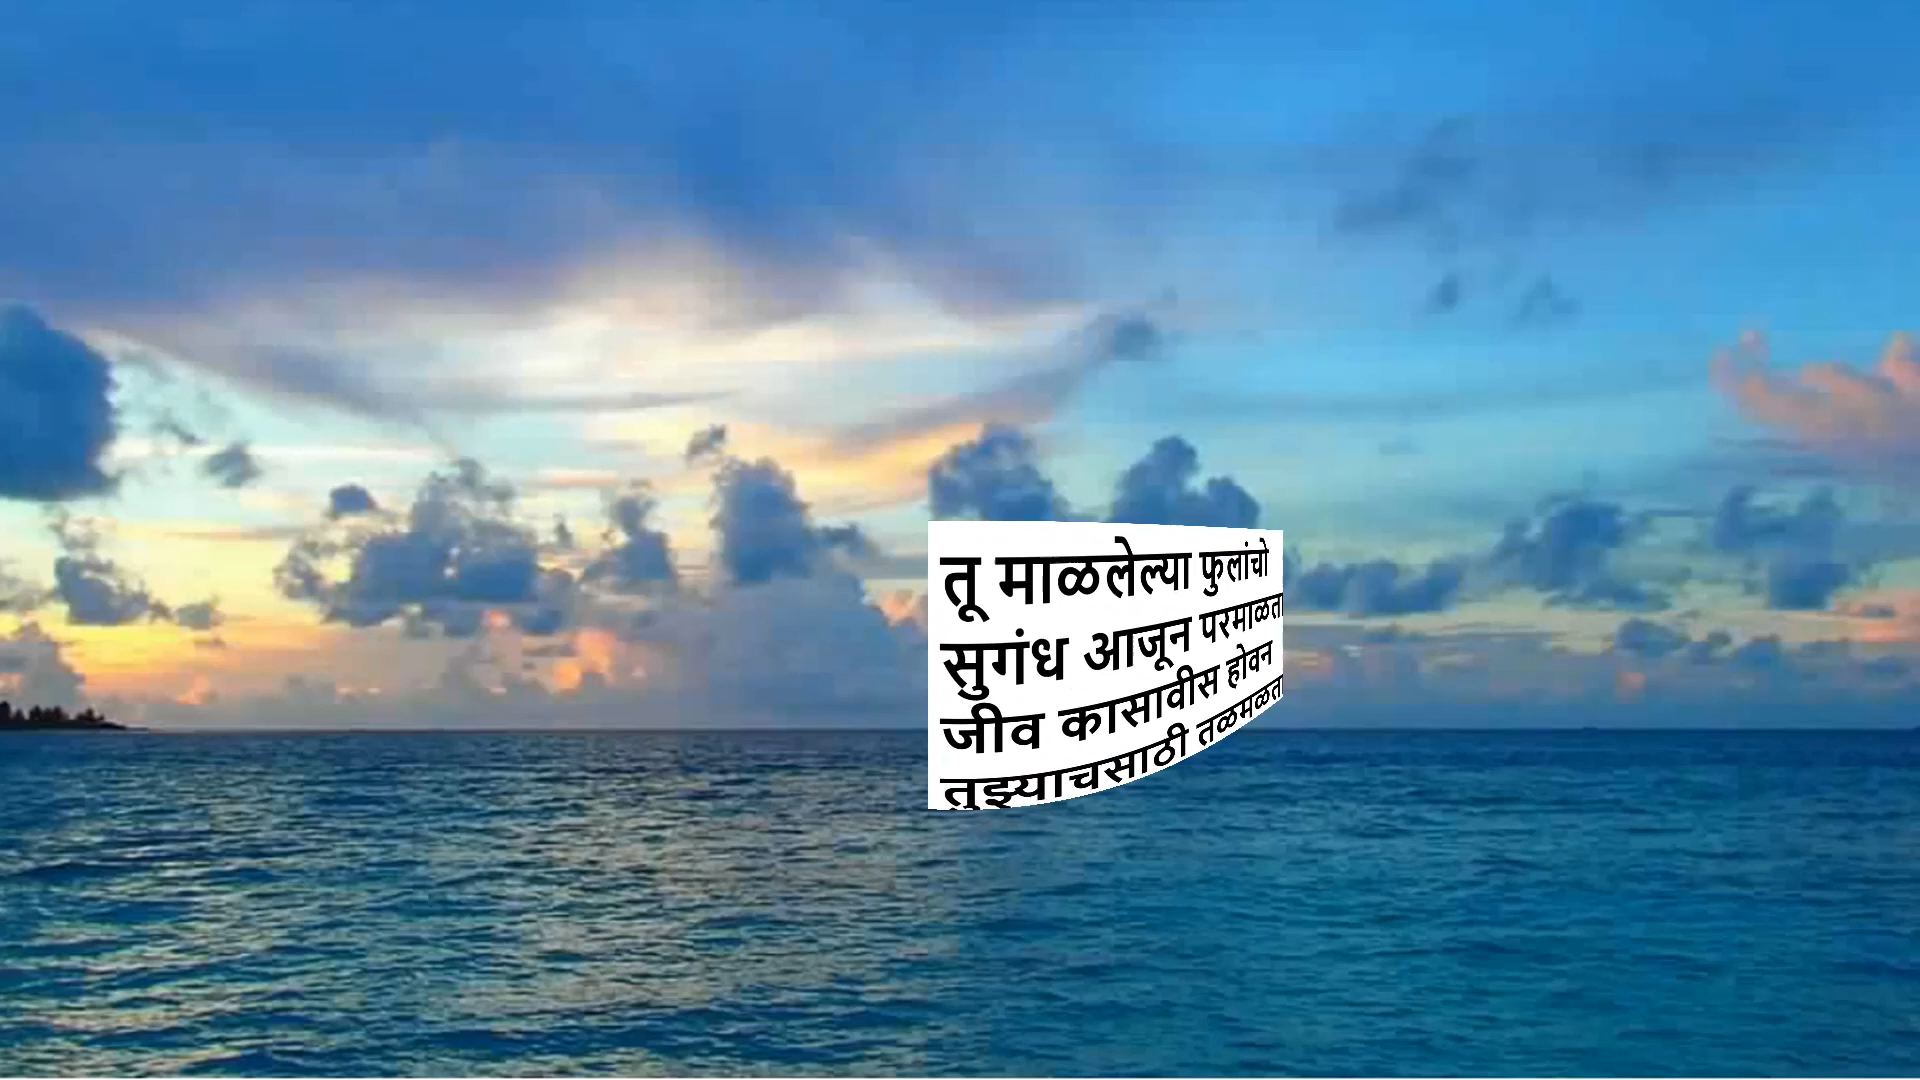 तू माळलेल्या फुलांचो
सुगंध आजून परमाळता
जीव कासावीस होवन
तुझ्याचसाठी तळमळता